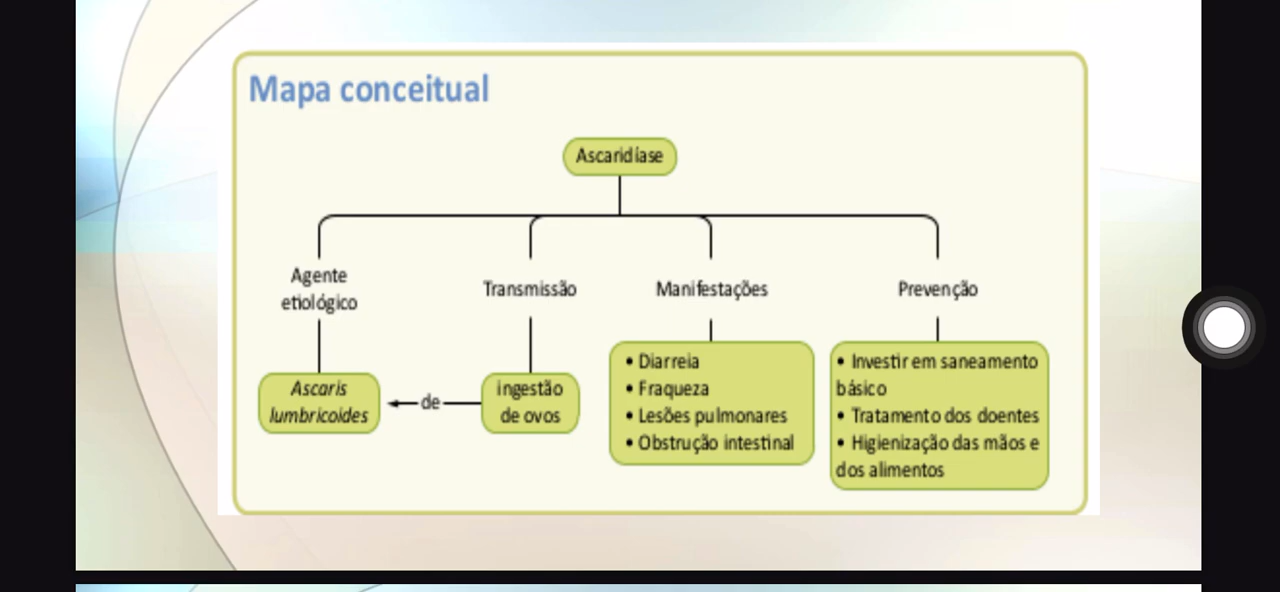 Mapa conceitual
Ascaridíase
Agente
etiológico
Transmissão
Manifestações
Prevenção
Ascaris
lumbricoides
de
ingestão
de ovos
• Diarreia
• Fraqueza
• Lesões pulmonares
• Obstrução intestinal
• Investir em saneamento
básico
• Tratamento dos doentes
• Higienização das mãos e
dos alimentos